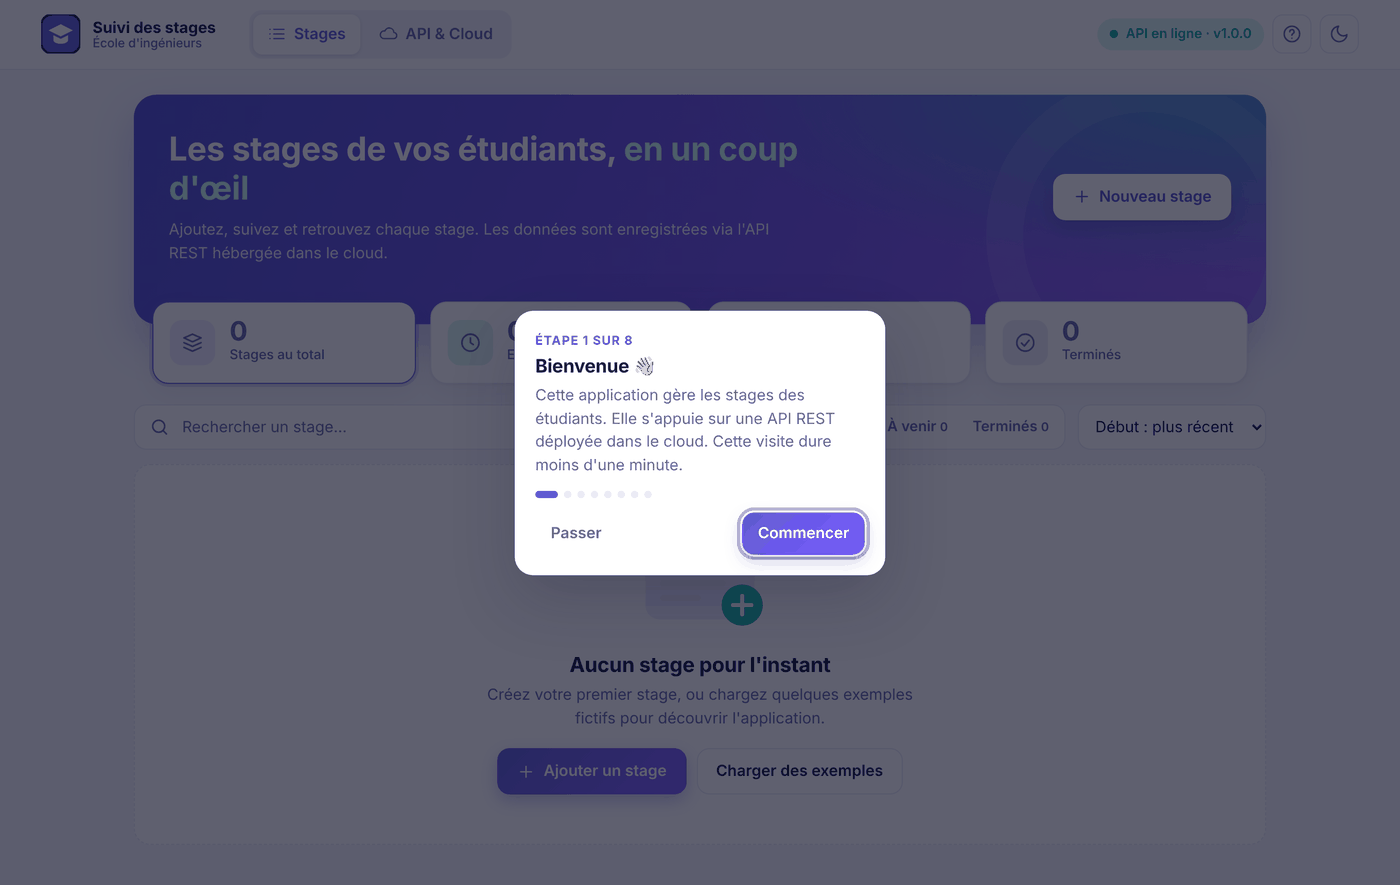 Suivi des stages
École d'ingénieurs
Stages
API & Cloud
API en ligne · v1.0.0
Les stages de vos étudiants, en un coup
d'œil
Ajoutez, suivez et retrouvez chaque stage. Les données sont enregistrées via l'API
REST hébergée dans le cloud.
Nouveau stage
0
Stages au total
0
Terminés
ÉTAPE 1 SUR 8
Bienvenue
Cette application gère les stages des
étudiants. Elle s'appuie sur une API REST
déployée dans le cloud. Cette visite dure
moins d'une minute.
Passer
Commencer
Rechercher un stage...
À venir 0
Terminés 0
Début : plus récent
Aucun stage pour l'instant
Créez votre premier stage, ou chargez quelques exemples
fictifs pour découvrir l'application.
Ajouter un stage
Charger des exemples